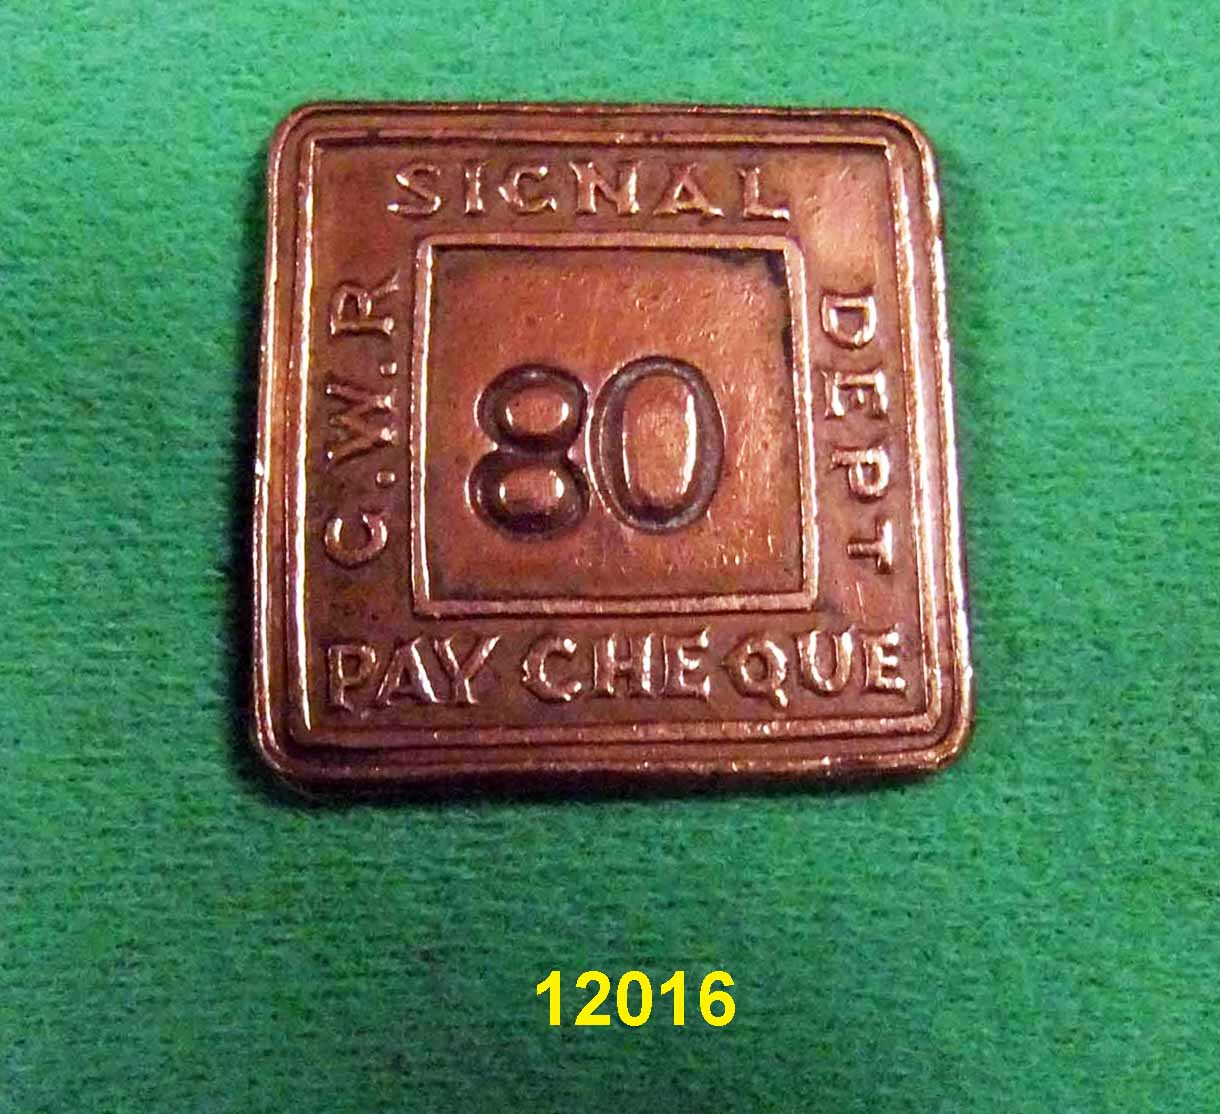 G.W.R
SIGNAL
DEPT
PAY CHEQUE
80
12016